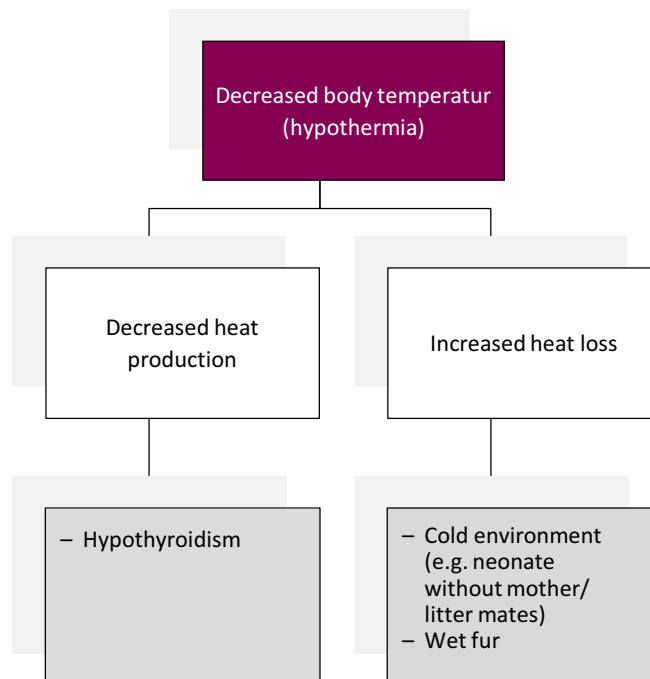 Decreased body temperatur
(hypothermia)
Decreased heat
production
Increased heat loss
– Hypothyroidism
– Cold environment
(e.g. neonate
without mother/
litter mates)
– Wet fur